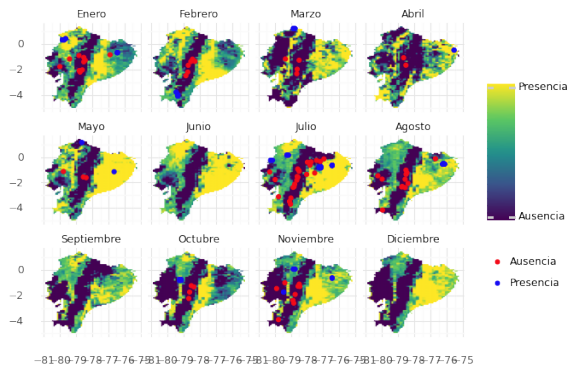 Enero Febrero Marzo Abril
0
−2
−4
Presencia
Mayo Junio Julio Agosto
0
−2
−4
Ausencia
Septiembre Octubre Noviembre Diciembre
Ausencia
0
Presencia
−2
−4
−81−80−79−78−77−76−75−81−80−79−78−77−76−75−81−80−79−78−77−76−75−81−80−79−78−77−76−75